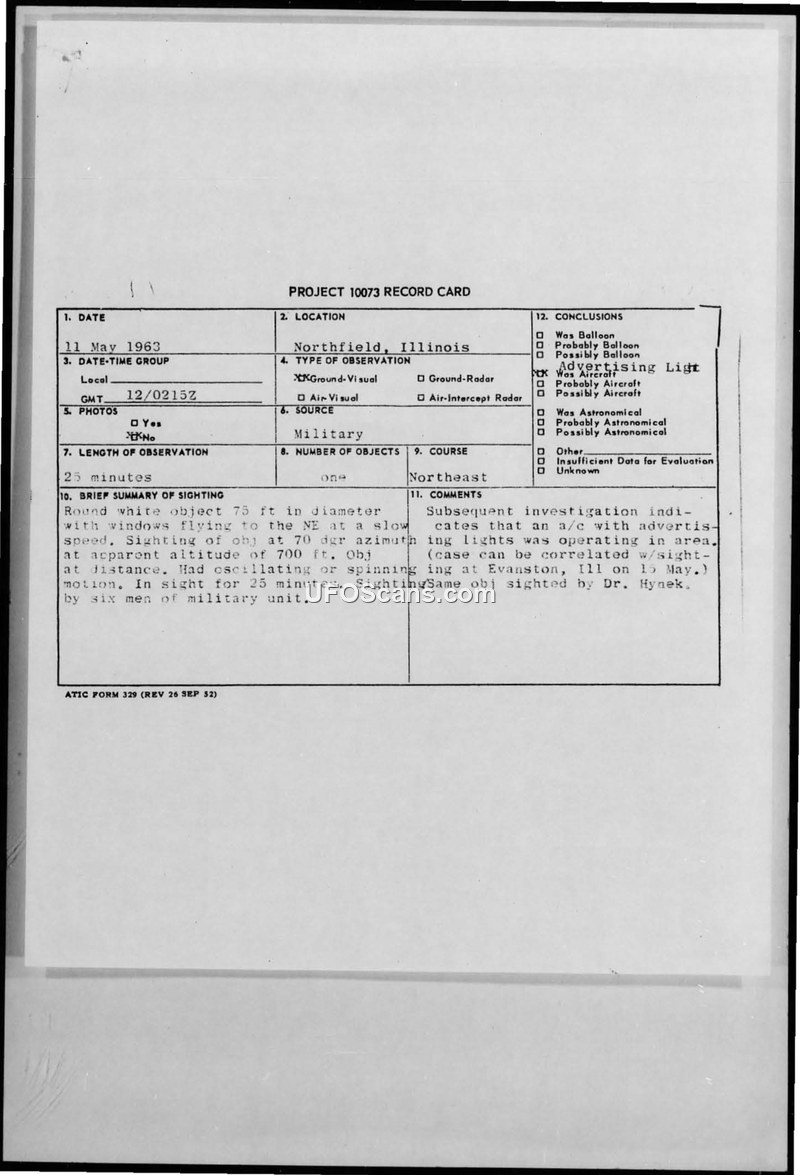 PROJECT 10073 RECORD CARD
1. DATE
11 May 1963
2. LOCATION
Northfield, Illinois
3. DATE-TIME GROUP
Local
GMT 12/0215Z
4. TYPE OF OBSERVATION
XXGround-Visual □ Ground-Radar
□ Air-Visual □ Air-Intercept Radar
5. PHOTOS
□ Yes
XXNo
6. SOURCE
Military
7. LENGTH OF OBSERVATION
25 minutes
8. NUMBER OF OBJECTS
one
9. COURSE
Northeast
10. BRIEF SUMMARY OF SIGHTING
Round white object 75 ft in diameter
with windows flying to the NE at a slow
speed. Sighting of obj at 70 dgr azimuth
at apparent altitude of 700 ft. Obj
at distance. Had oscillating or spinning
motion. In sight for 25 minutes. Sighting
by six men of military unit.
11. COMMENTS
Subsequent investigation indi-
cates that an a/c with advertis-
ing lights was operating in area.
(case can be correlated w/sight-
ing at Evanston, Ill on 15 May.)
Same obj sighted by Dr. Hynek.
12. CONCLUSIONS
□ Was Balloon
□ Probably Balloon
□ Possibly Balloon
Advertising Light
XX Was Aircraft
□ Probably Aircraft
□ Possibly Aircraft
□ Was Astronomical
□ Probably Astronomical
□ Possibly Astronomical
□ Other
□ Insufficient Data for Evaluation
□ Unknown
ATIC FORM 329 (REV 26 SEP 52)
UFOScans.com